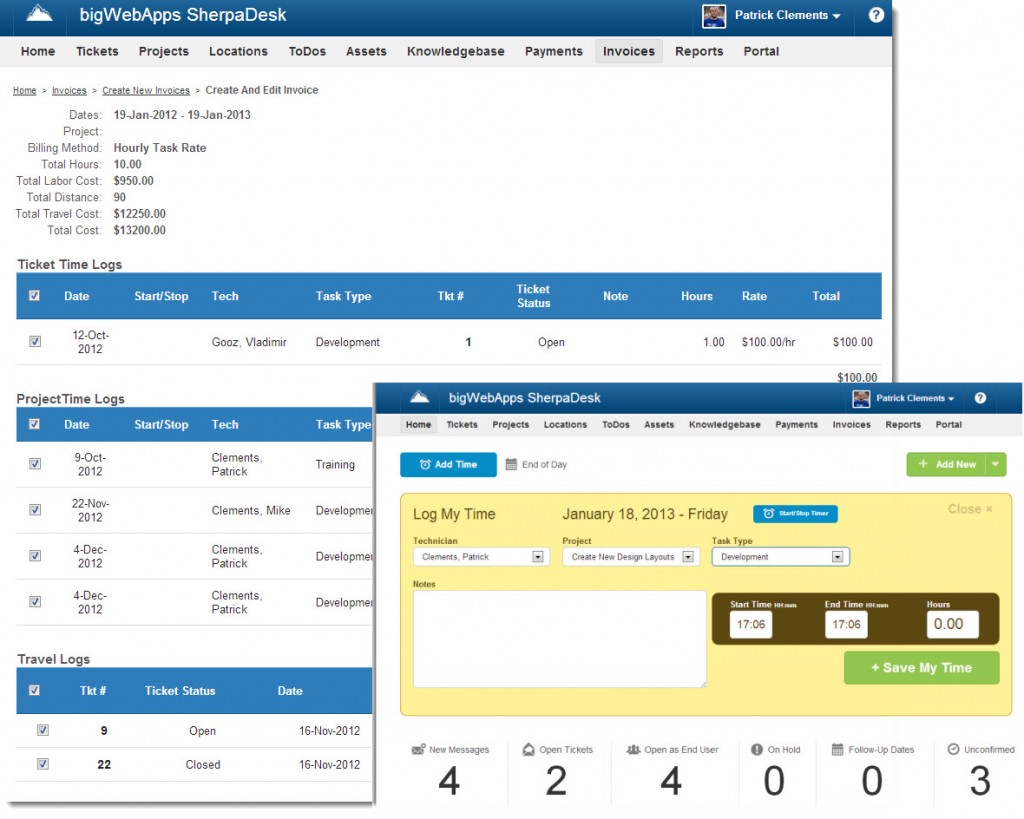 bigWebApps SherpaDesk
Patrick Clements
?
Home Tickets Projects Locations ToDos Assets Knowledgebase Payments Invoices Reports Portal
Home > Invoices > Create New Invoices > Create And Edit Invoice
Dates: 19-Jan-2012 - 19-Jan-2013
Project:
Billing Method: Hourly Task Rate
Total Hours: 10.00
Total Labor Cost: $950.00
Total Distance: 90
Total Travel Cost: $12250.00
Total Cost: $13200.00
Ticket Time Logs
Date Start/Stop Tech Task Type Tkt # Ticket Status Note Hours Rate Total
12-Oct-2012 Gooz, Vladimir Development 1 Open 1.00 $100.00/hr $100.00
$100.00
ProjectTime Logs
Date Start/Stop Tech Task Type
9-Oct-2012 Clements, Patrick Training
22-Nov-2012 Clements, Mike Developme
4-Dec-2012 Clements, Patrick Developme
4-Dec-2012 Clements, Patrick Developme
Travel Logs
Tkt # Ticket Status Date
9 Open 16-Nov-2012
22 Closed 16-Nov-2012
bigWebApps SherpaDesk
Patrick Clements
?
Home Tickets Projects Locations ToDos Assets Knowledgebase Payments Invoices Reports Portal
Add Time End of Day + Add New
Log My Time January 18, 2013 - Friday Start/Stop Timer Close ×
Technician Project Task Type
Clements, Patrick Create New Design Layouts Development
Notes
Start Time HH:mm End Time HH:mm Hours
17:06 17:06 0.00
+ Save My Time
New Messages Open Tickets Open as End User On Hold Follow-Up Dates Unconfirmed
4 2 4 0 0 3